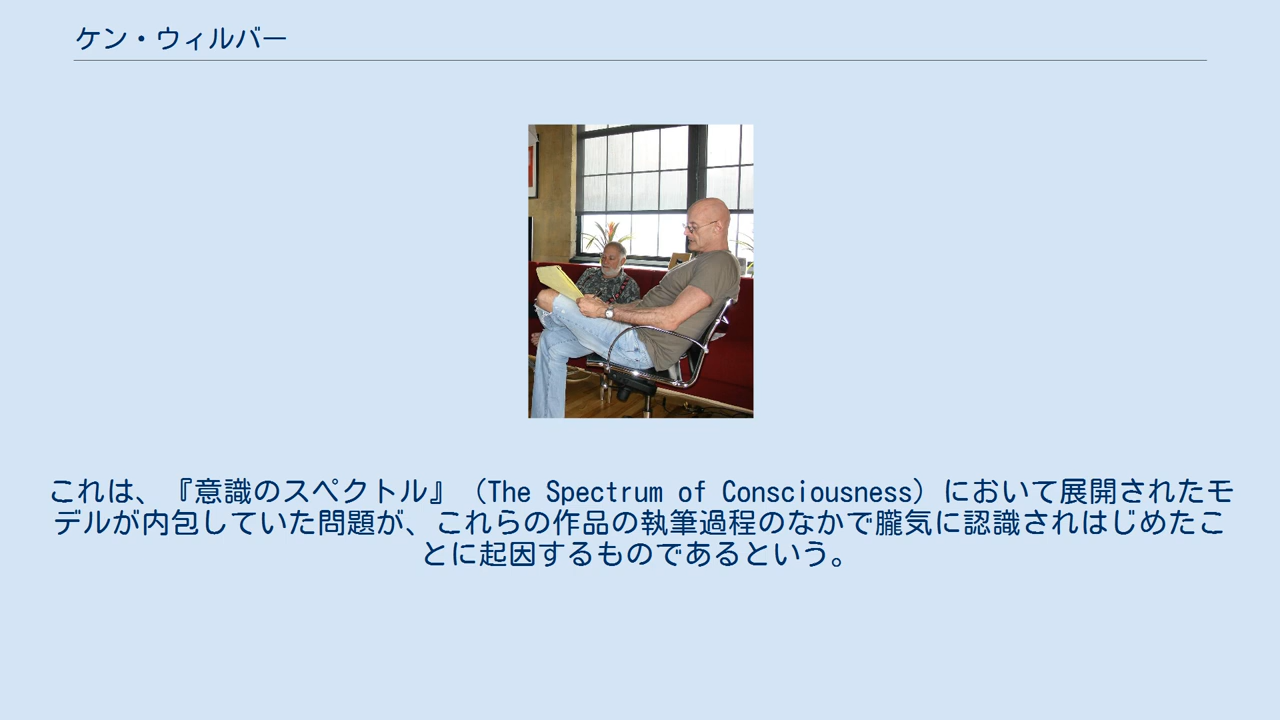 ケン・ウィルバー
これは、『意識のスペクトル』（The Spectrum of Consciousness）において展開されたモ
デルが内包していた問題が、これらの作品の執筆過程のなかで朧気に認識されはじめたこ
とに起因するものであるという。